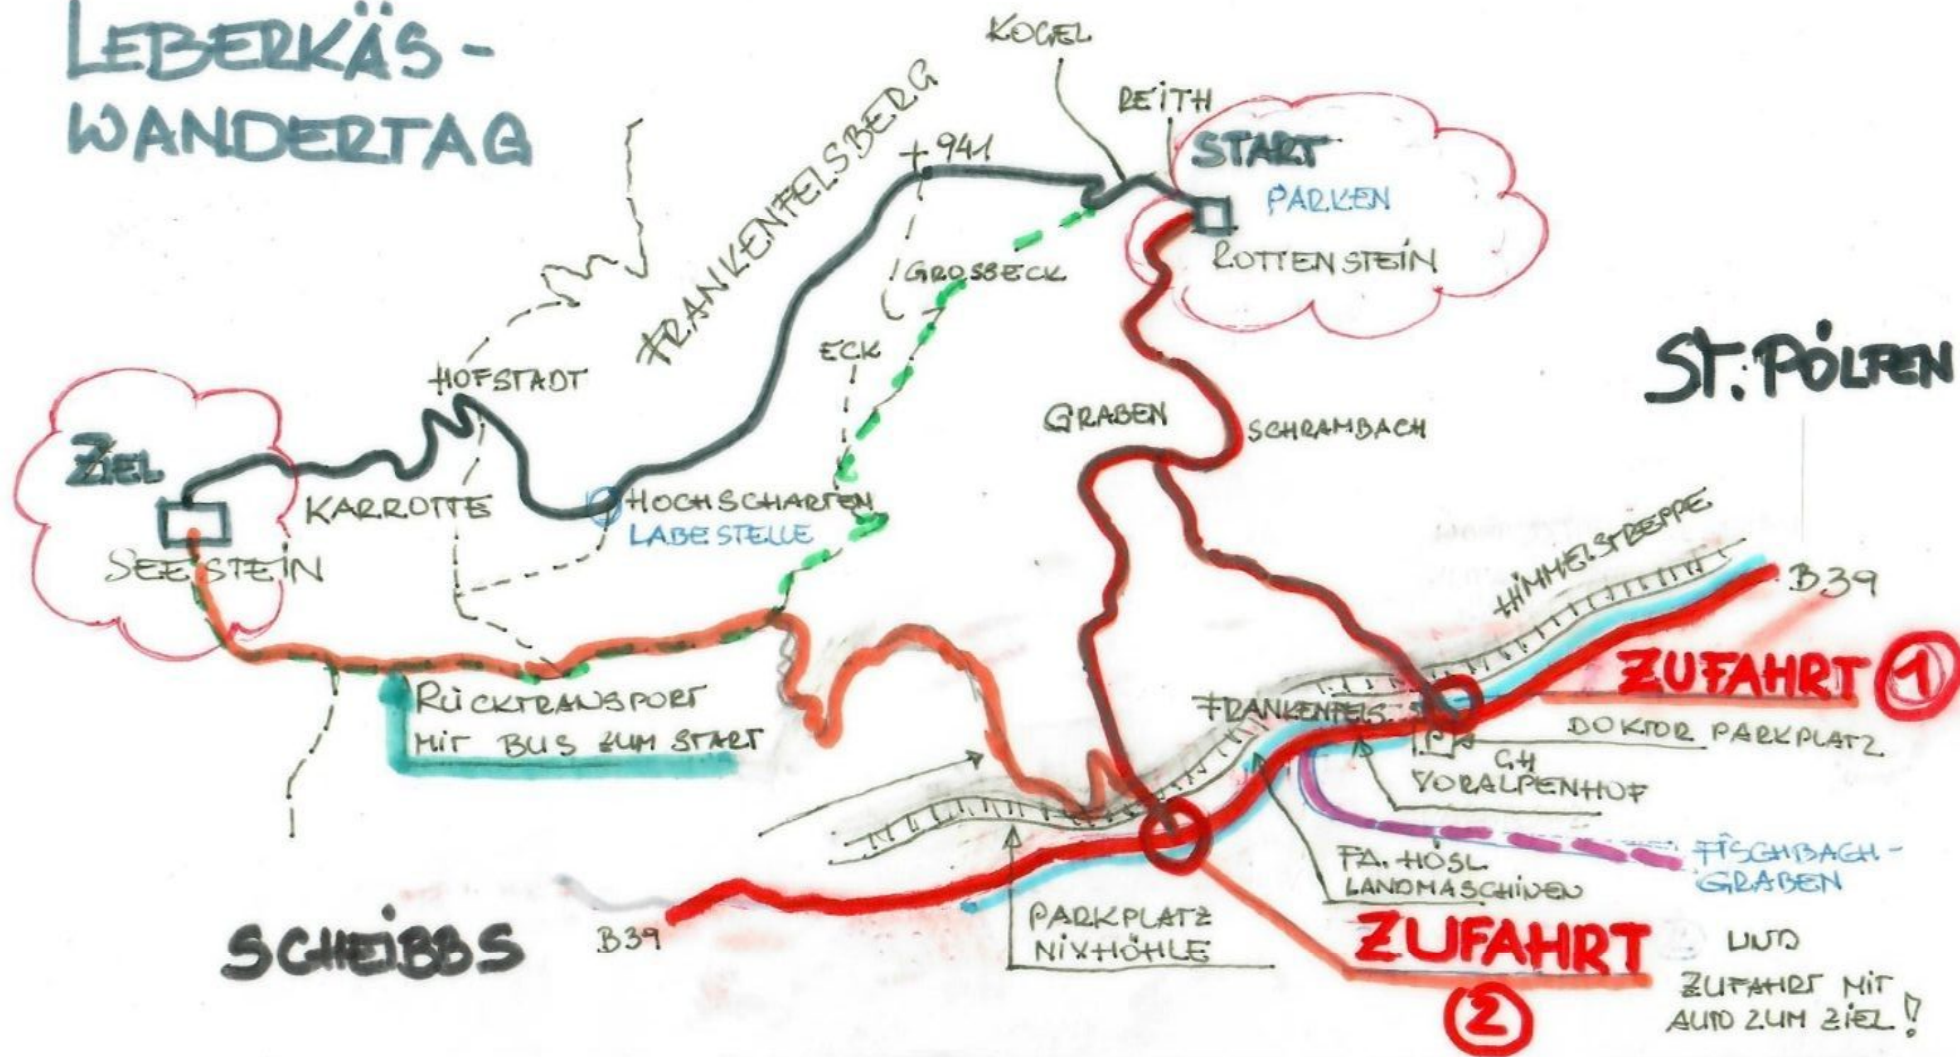 LEBERKÄS -
WANDERTAG
KOGEL
REITH
START
PARKEN
ROTTENSTEIN
+941
FRANKENFELSBERG
GROSSECK
ECK
HOFSTADT
ZIEL
SEESTEIN
KARROTTE
HOCHSCHARTEN
LABESTELLE
GRABEN
SCHRAMBACH
ST. PÖLTEN
HIMMELSTREPPE
B39
ZUFAHRT 1
DOKTOR PARKPLATZ
FRANKENFELS
P
GH
VORALPENHOF
RÜCKTRANSPORT
MIT BUS ZUM START
FISCHBACH-
GRABEN
FA. HÖSL
LANDMASCHINEN
PARKPLATZ
NIXHÖHLE
SCHEIBBS
B39
ZUFAHRT
2
UND
ZUFAHRT MIT
AUTO ZUM ZIEL!